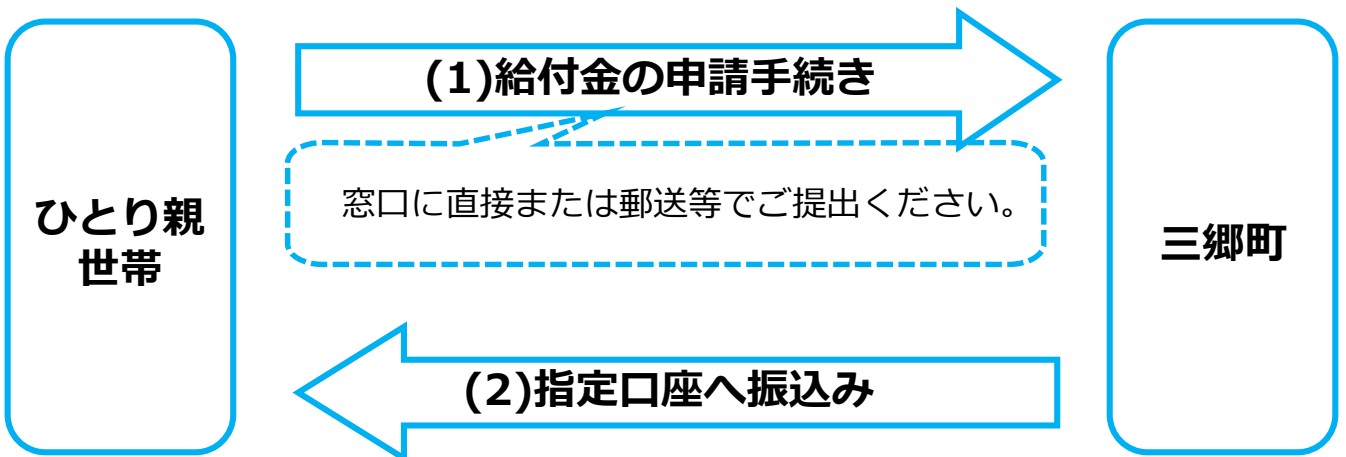 (1)給付金の申請手続き
窓口に直接または郵送等でご提出ください。
ひとり親
世帯
三郷町
(2)指定口座へ振込み